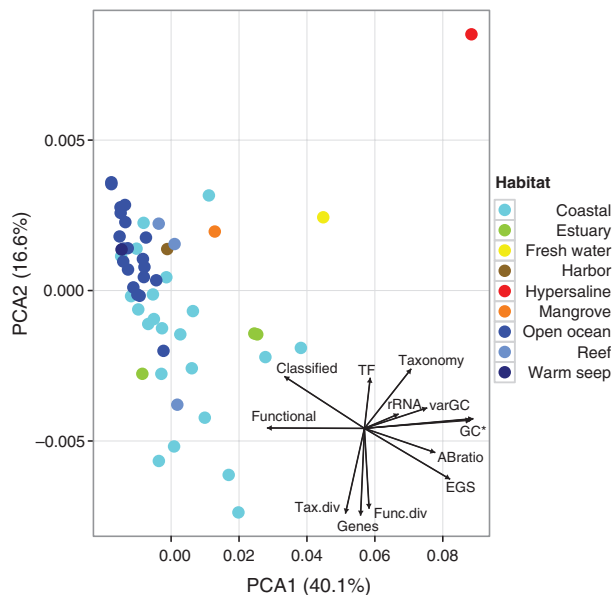 0.005
0.000
−0.005
PCA2 (16.6%)
0.00
0.02
0.04
0.06
0.08
PCA1 (40.1%)
Classified
TF
Taxonomy
rRNA
varGC
Functional
GC*
ABratio
EGS
Tax.div
Func.div
Genes
Habitat
Coastal
Estuary
Fresh water
Harbor
Hypersaline
Mangrove
Open ocean
Reef
Warm seep